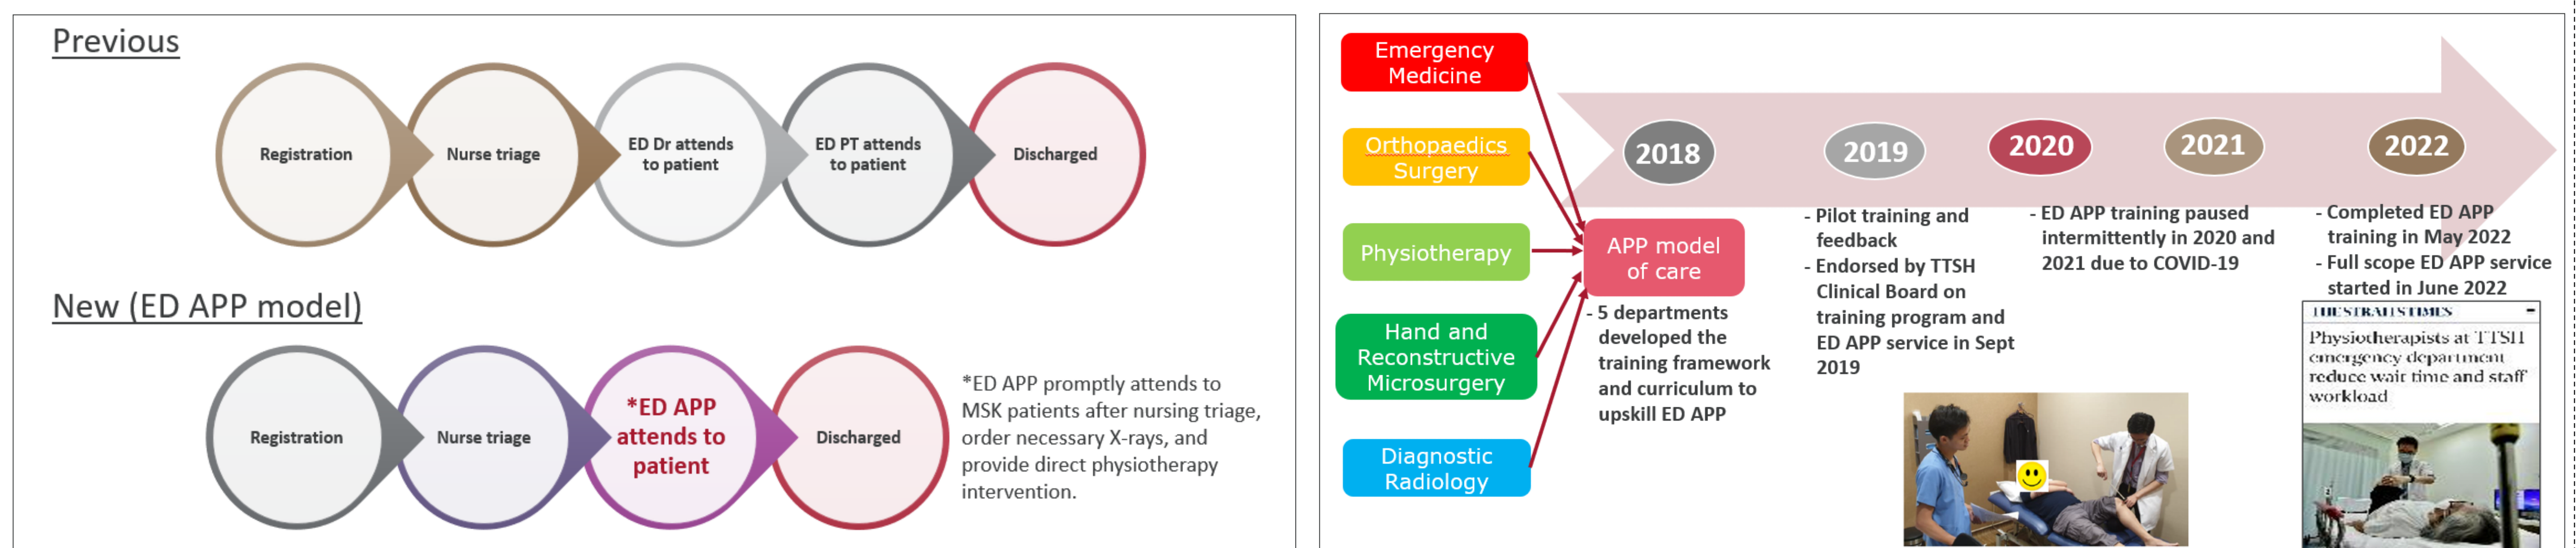 Previous
Registration
Nurse triage
ED Dr attends
to patient
ED PT attends
to patient
Discharged
New (ED APP model)
Registration
Nurse triage
*ED APP
attends to
patient
Discharged
*ED APP promptly attends to
MSK patients after nursing triage,
order necessary X-rays, and
provide direct physiotherapy
intervention.
Emergency
Medicine
Orthopaedics
Surgery
Physiotherapy
Hand and
Reconstructive
Microsurgery
Diagnostic
Radiology
APP model
of care
2018
- 5 departments
developed the
training framework
and curriculum to
upskill ED APP
2019
- Pilot training and
feedback
- Endorsed by TTSH
Clinical Board on
training program and
ED APP service in Sept
2019
2020
2021
- ED APP training paused
intermittently in 2020 and
2021 due to COVID-19
2022
- Completed ED APP
training in May 2022
- Full scope ED APP service
started in June 2022
THE STRAITS TIMES
Physiotherapists at TTSH
emergency department
reduce wait time and staff
workload